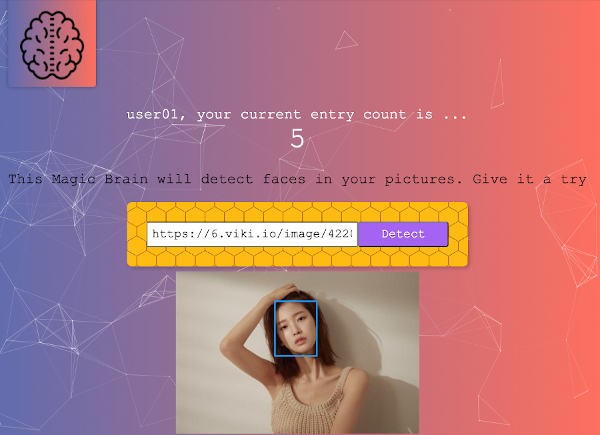 user01, your current entry count is ...
5
This Magic Brain will detect faces in your pictures. Give it a try
https://6.viki.io/image/422 Detect